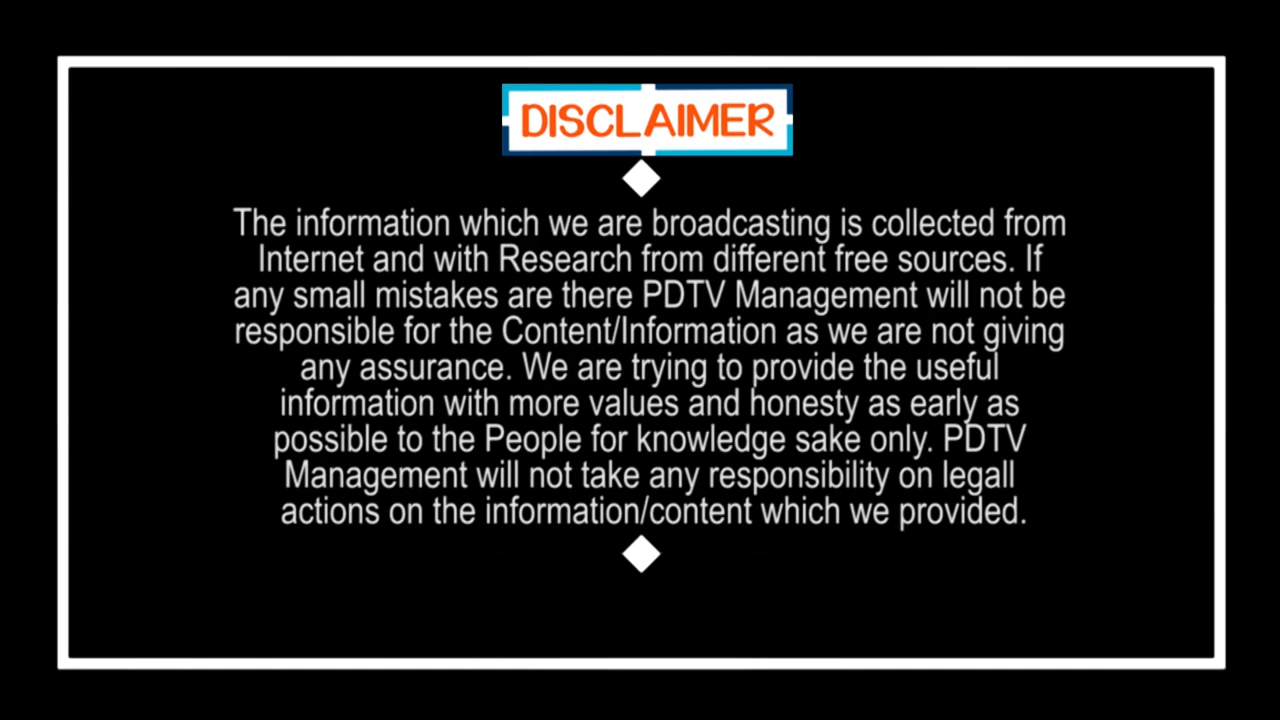 DISCLAIMER
The information which we are broadcasting is collected from
Internet and with Research from different free sources. If
any small mistakes are there PDTV Management will not be
responsible for the Content/Information as we are not giving
any assurance. We are trying to provide the useful
information with more values and honesty as early as
possible to the People for knowledge sake only. PDTV
Management will not take any responsibility on legall
actions on the information/content which we provided.